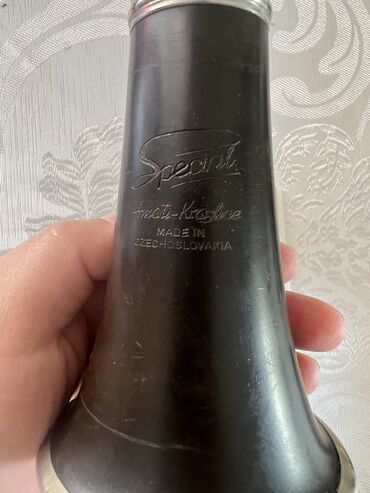 Special
Amati-Kraslice
MADE IN
CZECHOSLOVAKIA